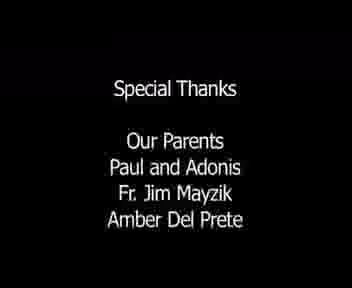 Special Thanks
Our Parents
Paul and Adonis
Fr. Jim Mayzik
Amber Del Prete